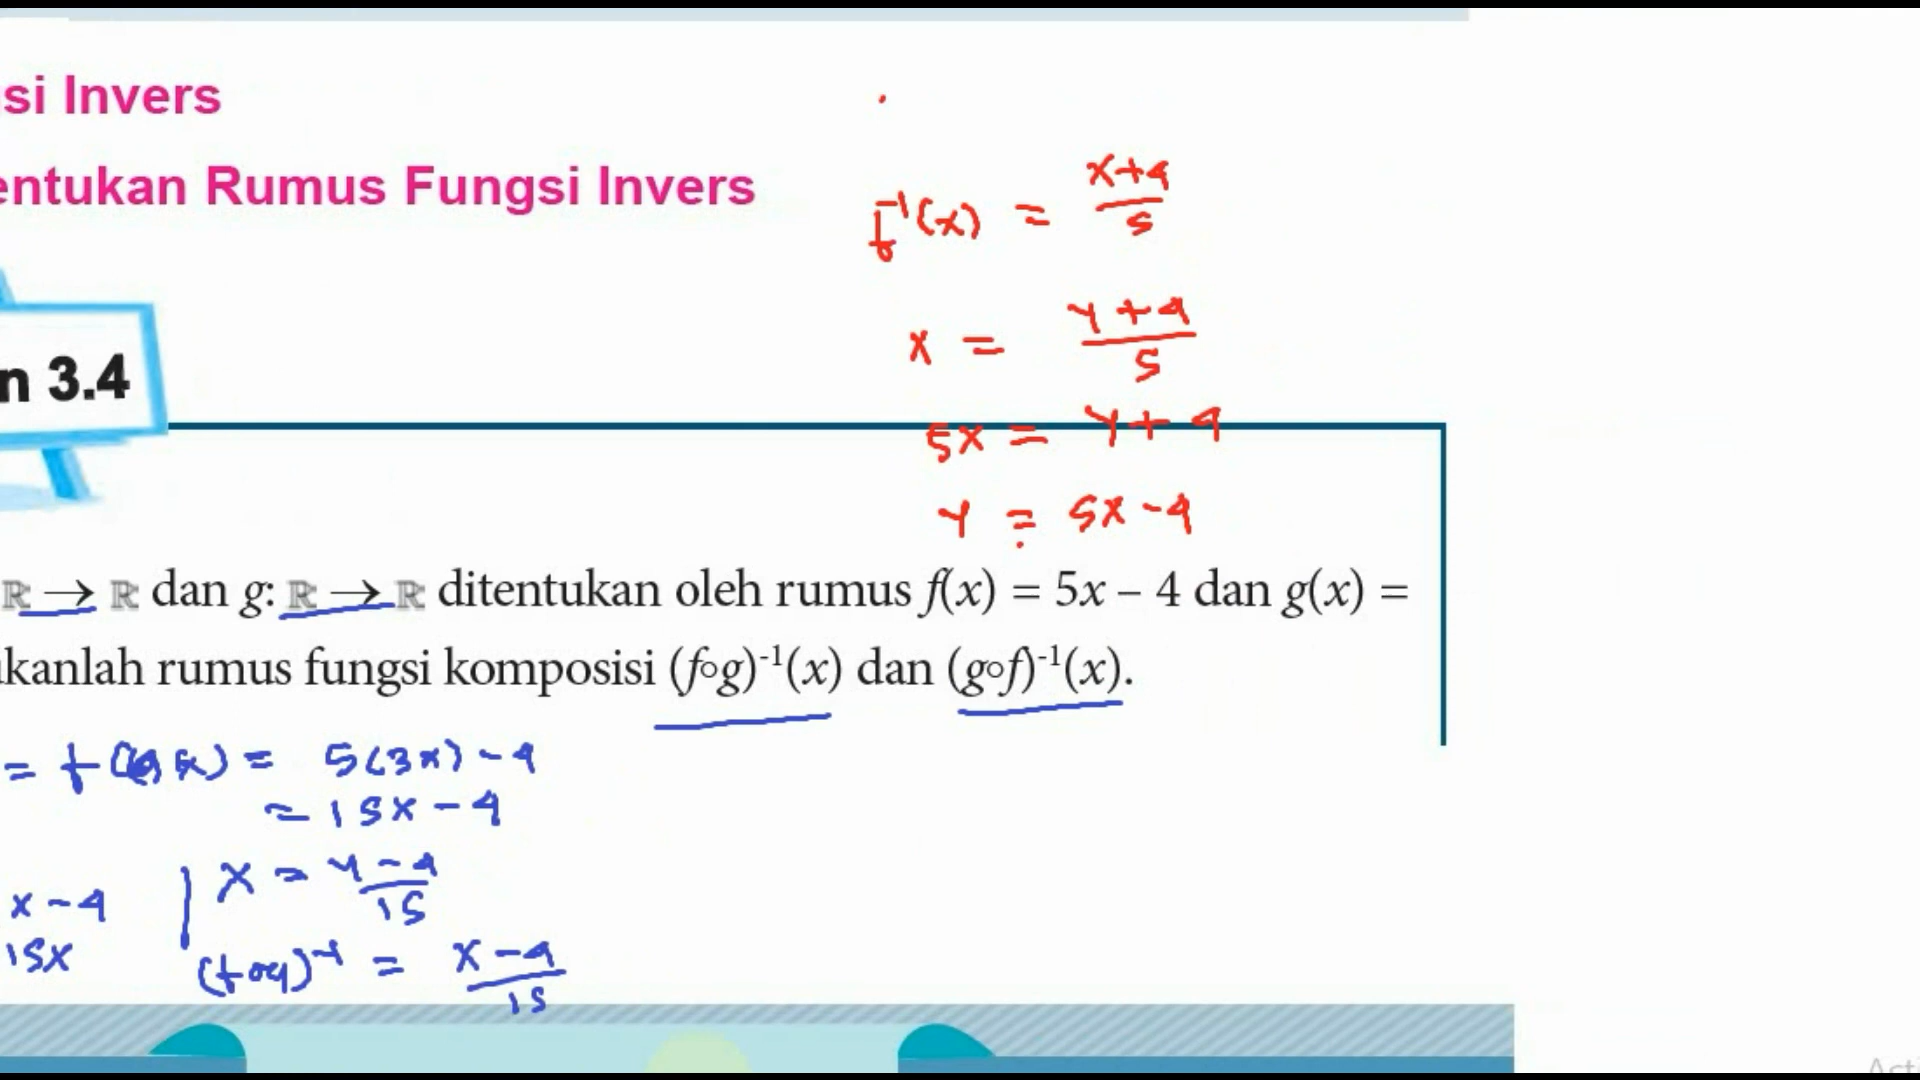 si Invers
entukan Rumus Fungsi Invers
f⁻¹(x) = x+4/5
x = y+4/5
n 3.4
5x = y+4
y = 5x-4
ℝ → ℝ dan g: ℝ → ℝ ditentukan oleh rumus f(x) = 5x – 4 dan g(x) =
kanlah rumus fungsi komposisi (f∘g)⁻¹(x) dan (g∘f)⁻¹(x).
= f(g x) = 5(3x)-4
= 15x-4
x-4 | x = y-4/15
15x
(fog)⁻¹ = x-4/15